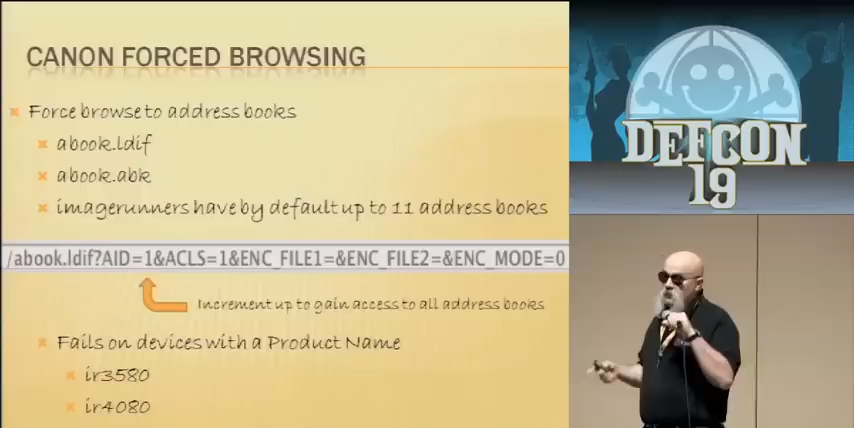 CANON FORCED BROWSING
Force browse to address books
abook.ldif
abook.abk
imagerunners have by default up to 11 address books
/abook.ldif?AID=1&ACLS=1&ENC_FILE1=&ENC_FILE2=&ENC_MODE=0
Increment up to gain access to all address books
Fails on devices with a Product Name
ir3580
ir4080
DEFCON
19